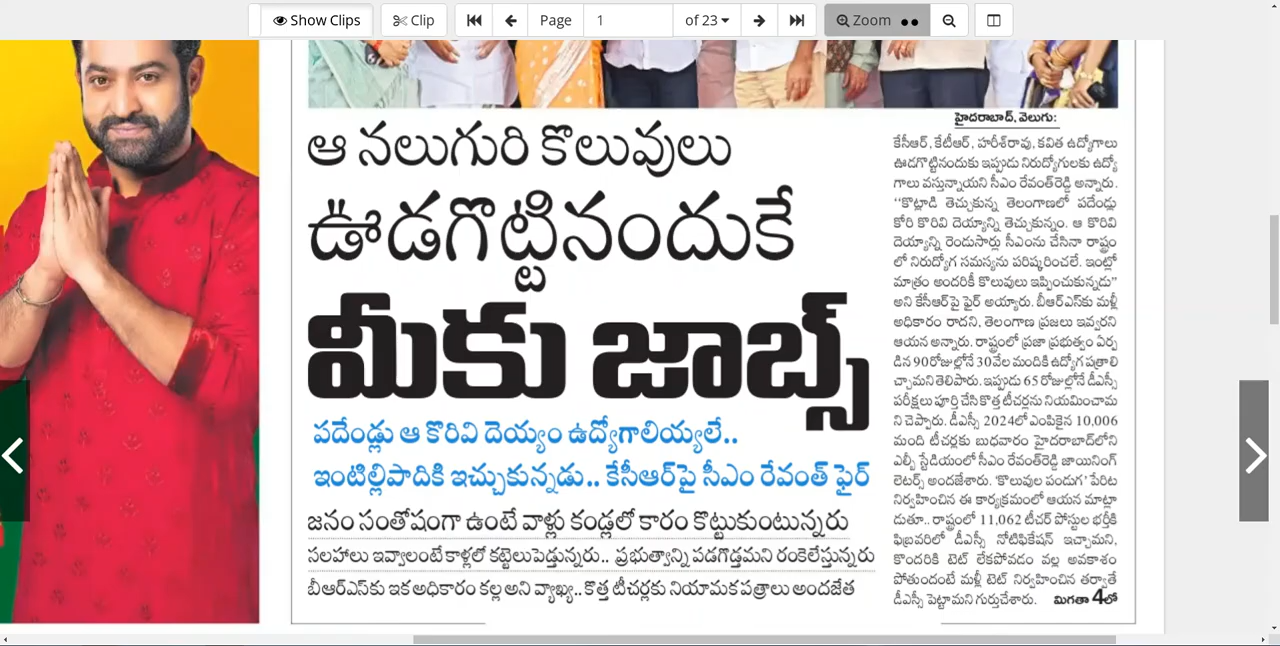 Show Clips
Clip
Page
1
of 23
Zoom
ఆ నలుగురి కొలువులు
ఊడగొట్టినందుకే
మీకు జాబ్స్
పదేండ్లు ఆ కొరివి దెయ్యం ఉద్యోగాలియ్యలే..
ఇంటిల్లిపాదికి ఇచ్చుకున్నడు.. కేసీఆర్‌పై సీఎం రేవంత్ ఫైర్
జనం సంతోషంగా ఉంటే వాళ్లు కండ్లలో కారం కొట్టుకుంటున్నరు
సలహాలు ఇవ్వాలంటే కాళ్లలో కట్టెలుపెడ్తున్నరు.. ప్రభుత్వాన్ని పడగొడ్తమని రంకెలేస్తున్నరు
బీఆర్ఎస్‌కు ఇక అధికారం కల్ల అని వ్యాఖ్య.. కొత్త టీచర్లకు నియామక పత్రాలు అందజేత
హైదరాబాద్, వెలుగు:
కేసీఆర్, కేటీఆర్, హరీశ్‌రావు, కవిత ఉద్యోగాలు
ఊడగొట్టినందుకు ఇప్పుడు నిరుద్యోగులకు ఉద్యో
గాలు వస్తున్నాయని సీఎం రేవంత్‌రెడ్డి అన్నారు.
‘‘కొట్లాడి తెచ్చుకున్న తెలంగాణలో పదేండ్లు
కోరి కొరివి దెయ్యాన్ని తెచ్చుకున్నం. ఆ కొరివి
దెయ్యాన్ని రెండుసార్లు సీఎంను చేసినా రాష్ట్రం
లో నిరుద్యోగ సమస్యను పరిష్కరించలే. ఇంట్లో
మాత్రం అందరికీ కొలువులు ఇప్పించుకున్నడు’’
అని కేసీఆర్‌పై ఫైర్ అయ్యారు. బీఆర్ఎస్‌కు మళ్లీ
అధికారం రాదని, తెలంగాణ ప్రజలు ఇవ్వరని
ఆయన అన్నారు. రాష్ట్రంలో ప్రజా ప్రభుత్వం ఏర్ప
డిన 90 రోజుల్లోనే 30వేల మందికి ఉద్యోగ పత్రాలి
చ్చామని తెలిపారు. ఇప్పుడు 65 రోజుల్లోనే డీఎస్సీ
పరీక్షలు పూర్తి చేసి కొత్త టీచర్లను నియమించామ
ని చెప్పారు. డీఎస్సీ 2024లో ఎంపికైన 10,006
మంది టీచర్లకు బుధవారం హైదరాబాద్‌లోని
ఎల్బీ స్టేడియంలో సీఎం రేవంత్‌రెడ్డి జాయినింగ్
లెటర్స్ అందజేశారు. ‘కొలువుల పండుగ’ పేరిట
నిర్వహించిన ఈ కార్యక్రమంలో ఆయన మాట్లా
డుతూ.. రాష్ట్రంలో 11,062 టీచర్ పోస్టుల భర్తీకి
ఫిబ్రవరిలో డీఎస్సీ నోటిఫికేషన్ ఇచ్చామని,
కొందరికి టెట్ లేకపోవడం వల్ల అవకాశం
పోతుందంటే మళ్లీ టెట్ నిర్వహించిన తర్వాతే
డీఎస్సీ పెట్టామని గుర్తుచేశారు. మిగతా 4లో